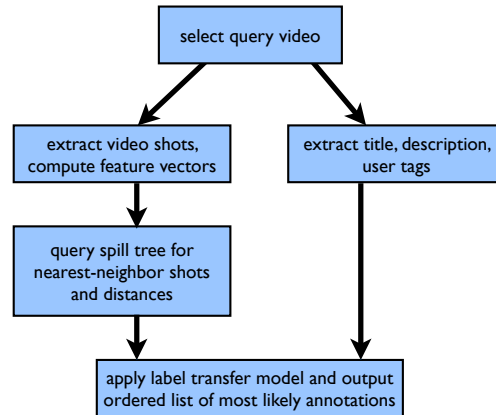 select query video
extract video shots,
compute feature vectors
extract title, description,
user tags
query spill tree for
nearest-neighbor shots
and distances
apply label transfer model and output
ordered list of most likely annotations